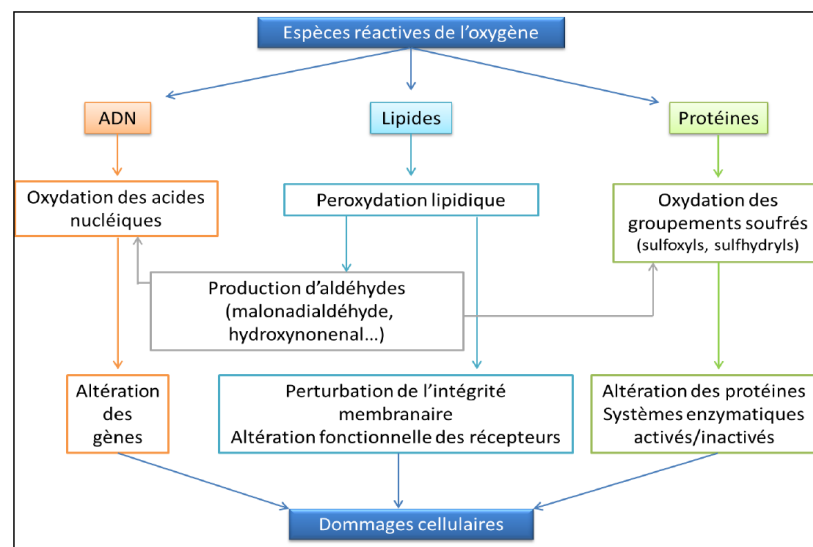 Espèces réactives de l'oxygène
ADN
Lipides
Protéines
Oxydation des acides
nucléiques
Peroxydation lipidique
Oxydation des
groupements soufrés
(sulfoxyls, sulfhydryls)
Production d'aldéhydes
(malonadialdéhyde,
hydroxynonenal...)
Altération
des
gènes
Perturbation de l'intégrité
membranaire
Altération fonctionnelle des récepteurs
Altération des protéines
Systèmes enzymatiques
activés/inactivés
Dommages cellulaires